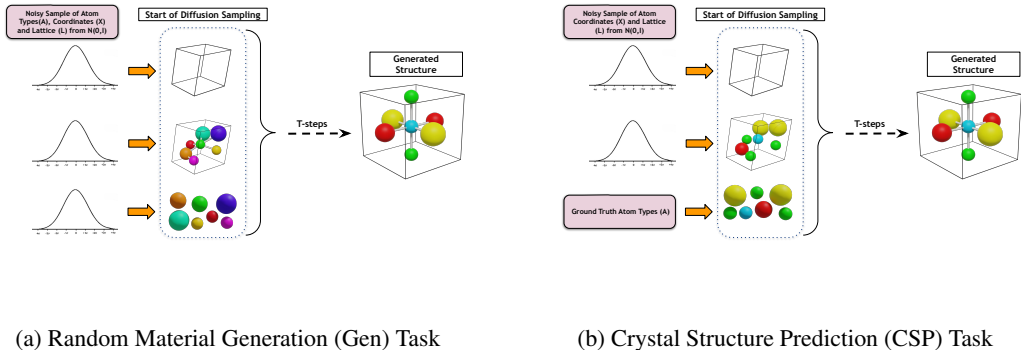 Noisy Sample of Atom
Types(A), Coordinates (X)
and Lattice (L) from N(0,I)
Start of Diffusion Sampling
Generated
Structure
T-steps
(a) Random Material Generation (Gen) Task
Noisy Sample of Atom
Coordinates (X) and Lattice
(L) from N(0,I)
Start of Diffusion Sampling
Generated
Structure
T-steps
Ground Truth Atom Types (A)
(b) Crystal Structure Prediction (CSP) Task